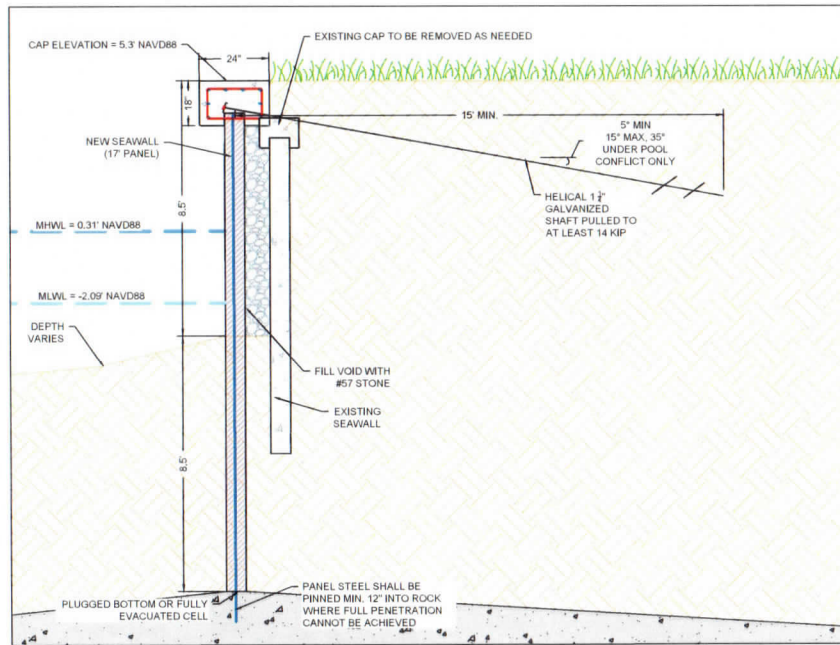 CAP ELEVATION = 5.3' NAVD88
24"
EXISTING CAP TO BE REMOVED AS NEEDED
18"
15' MIN.
5° MIN
15° MAX, 35°
UNDER POOL
CONFLICT ONLY
NEW SEAWALL
(17' PANEL)
HELICAL 1 1/2"
GALVANIZED
SHAFT PULLED TO
AT LEAST 14 KIP
8.5'
MHWL = 0.31' NAVD88
MLWL = -2.09' NAVD88
DEPTH
VARIES
FILL VOID WITH
#57 STONE
EXISTING
SEAWALL
8.5'
PLUGGED BOTTOM OR FULLY
EVACUATED CELL
PANEL STEEL SHALL BE
PINNED MIN. 12" INTO ROCK
WHERE FULL PENETRATION
CANNOT BE ACHIEVED